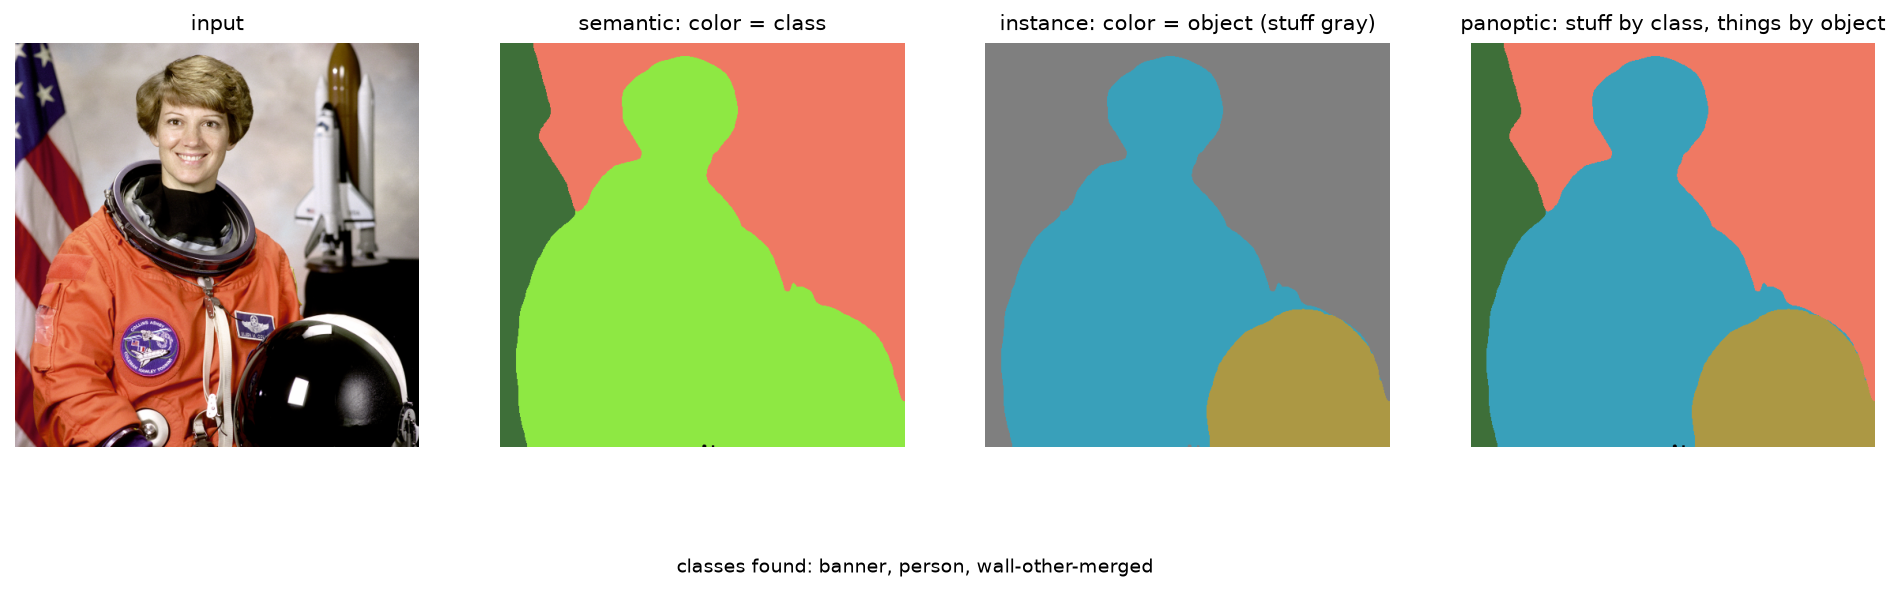 input
semantic: color = class
instance: color = object (stuff gray)
panoptic: stuff by class, things by object
classes found: banner, person, wall-other-merged